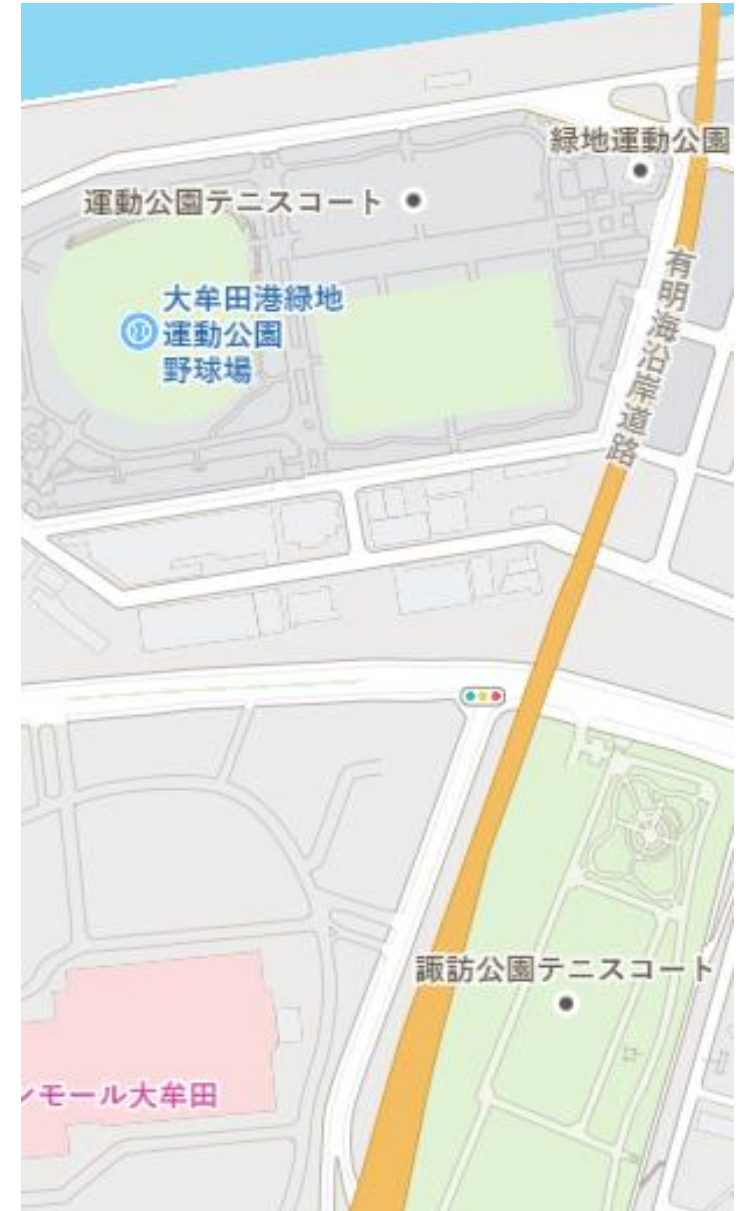 緑地運動公園
運動公園テニスコート
有明海沿岸道路
大牟田港緑地
運動公園
野球場
諏訪公園テニスコート
ンモール大牟田